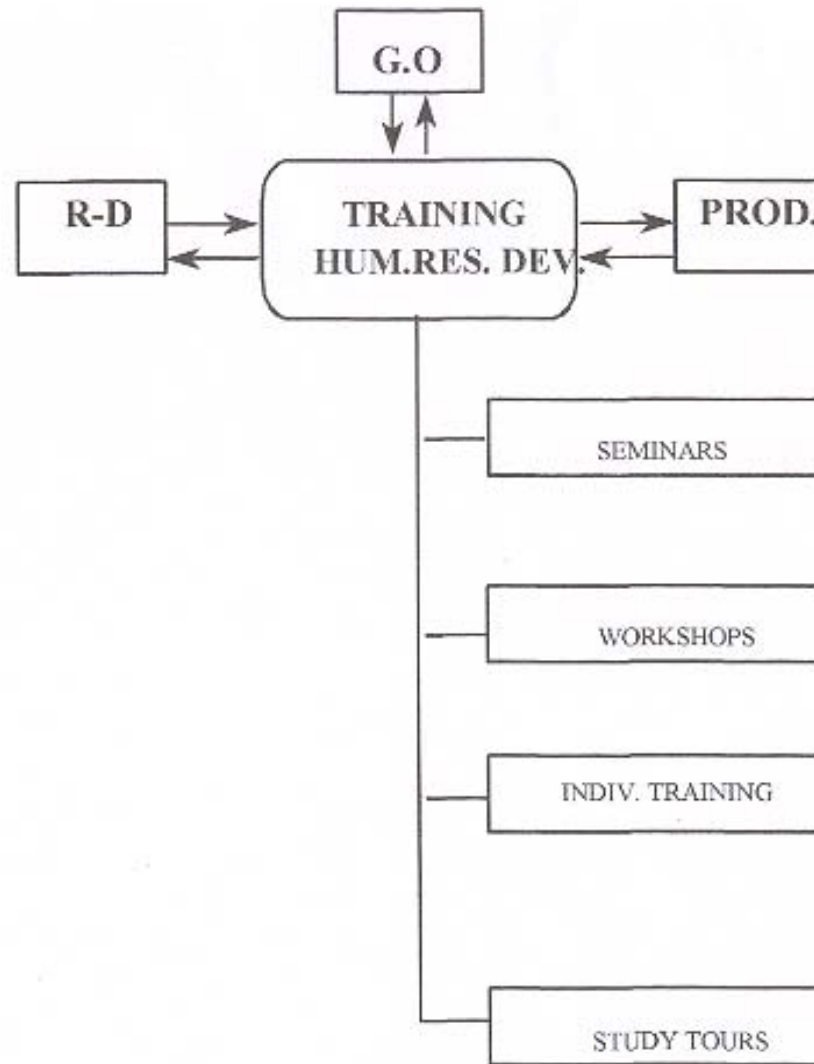 G.O
R-D
TRAINING
HUM.RES. DEV.
PROD.
SEMINARS
WORKSHOPS
INDIV. TRAINING
STUDY TOURS